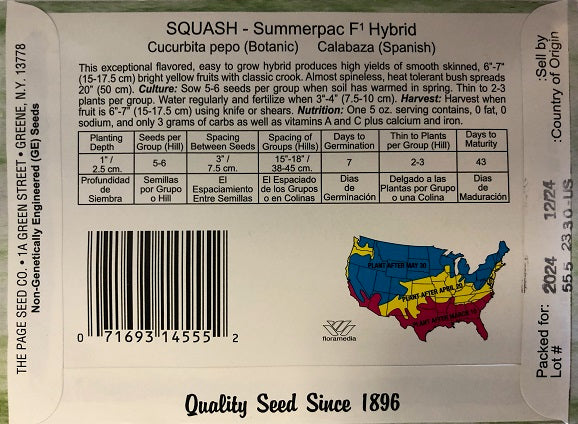 SQUASH - Summerpac F¹ Hybrid
Cucurbita pepo (Botanic) Calabaza (Spanish)
This exceptional flavored, easy to grow hybrid produces high yields of smooth skinned, 6"-7"
(15-17.5 cm) bright yellow fruits with classic crook. Almost spineless, heat tolerant bush spreads
20" (50 cm). Culture: Sow 5-6 seeds per group when soil has warmed in spring. Thin to 2-3
plants per group. Water regularly and fertilize when 3"-4" (7.5-10 cm). Harvest: Harvest when
fruit is 6"-7" (15-17.5 cm) using knife or shears. Nutrition: One 5 oz. serving contains, 0 fat, 0
sodium, and only 3 grams of carbs as well as vitamins A and C plus calcium and iron.
Planting Depth Seeds per Group (Hill) Spacing Between Seeds Spacing of Groups (Hills) Days to Germination Thin to Plants per Group (Hill) Days to Maturity
1" / 2.5 cm. 5-6 3" / 7.5 cm. 15"-18" / 38-45 cm. 7 2-3 43
Profundidad de Siembra Semillas por Grupo o Hill El Espaciamiento Entre Semillas El Espaciado de los Grupos o en Colinas Dias de Germinación Delgado a las Plantas por Grupo o una Colina Dias de Maduración
0 71693 14555 2
floramedia
PLANT AFTER MAY 20
PLANT AFTER APRIL 20
PLANT AFTER MARCH 10
Quality Seed Since 1896
THE PAGE SEED CO. • 1A GREEN STREET • GREENE, N.Y. 13778
Non-Genetically Engineered (GE) Seeds
Packed for: 2024 12/24 :Sell by
Lot # 555 2330-US :Country of Origin